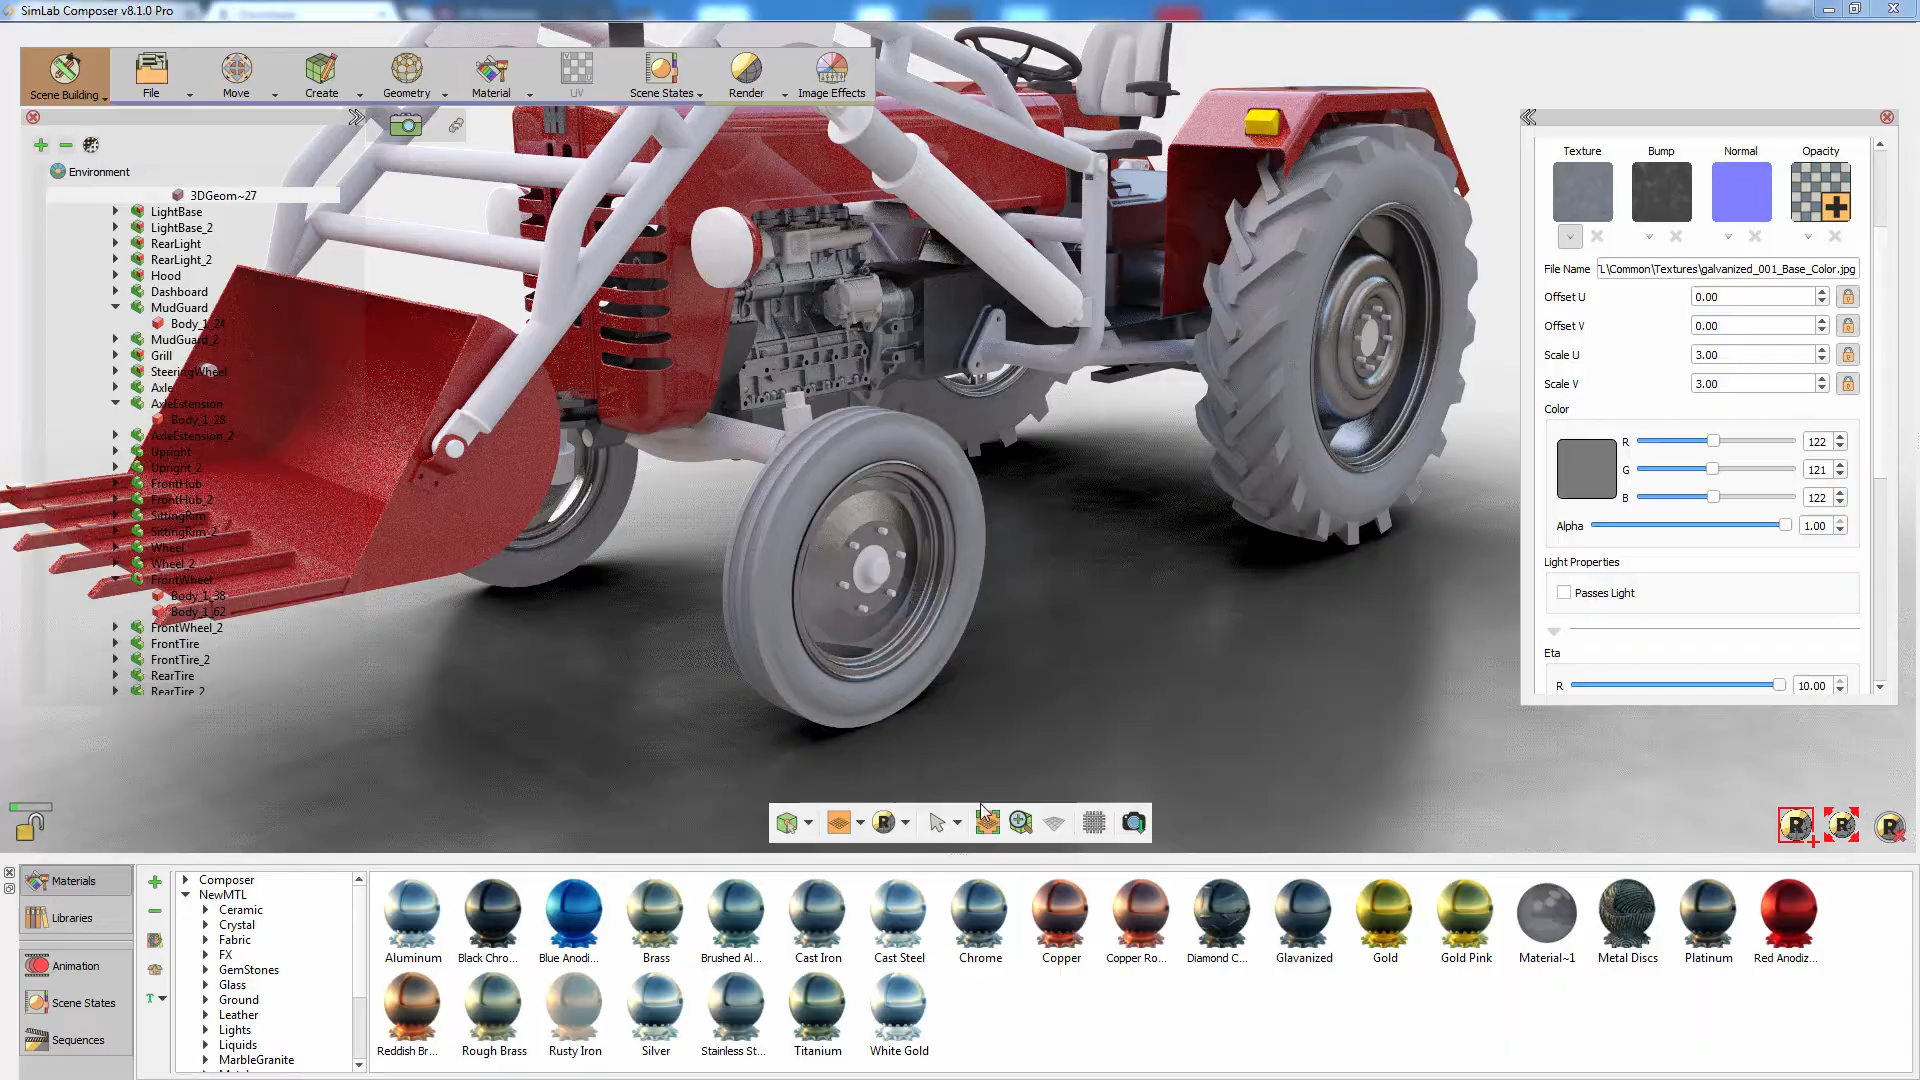 SimLab Composer v8.1.0 Pro
Scene Building
File
Move
Create
Geometry
Material
UV
Scene States
Render
Image Effects
Environment
3DGeom~27
LightBase
LightBase_2
RearLight
RearLight_2
Hood
Dashboard
MudGuard
Body_1_24
MudGuard_2
Grill
SteeringWheel
Axle
AxleExtension
Body_1_28
AxleExtension_2
Upright
Upright_2
FrontHub
FrontHub_2
SittingRim
SittingRim_2
Wheel
Wheel_2
FrontWheel
Body_1_38
Body_1_62
FrontWheel_2
FrontTire
FrontTire_2
RearTire
RearTire_2
Texture Bump Normal Opacity
File Name L\Common\Textures\galvanized_001_Base_Color.jpg
Offset U 0.00
Offset V 0.00
Scale U 3.00
Scale V 3.00
Color
R 122
G 121
B 122
Alpha 1.00
Light Properties
Passes Light
Eta
R 10.00
Materials
Libraries
Animation
Scene States
Sequences
T
Composer
NewMTL
Ceramic
Crystal
Fabric
FX
GemStones
Glass
Ground
Leather
Lights
Liquids
MarbleGranite
Aluminum Black Chro... Blue Anodi... Brass Brushed Al... Cast Iron Cast Steel Chrome Copper Copper Ro... Diamond C... Glavanized Gold Gold Pink Material~1 Metal Discs Platinum Red Anodiz...
Reddish Br... Rough Brass Rusty Iron Silver Stainless St... Titanium White Gold